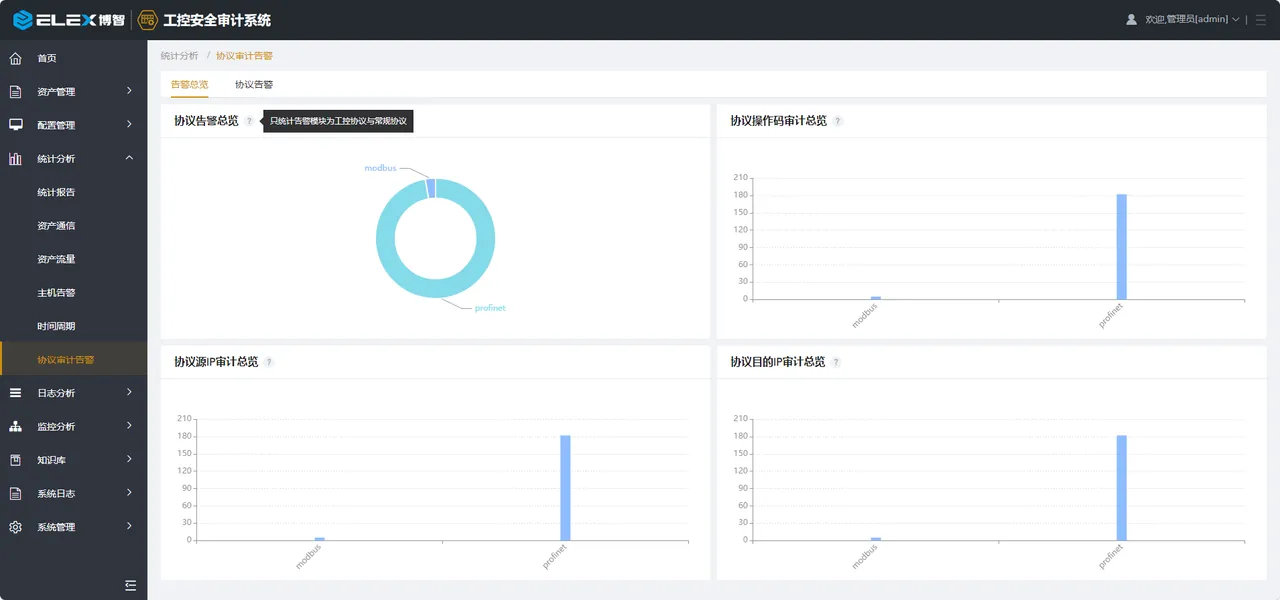 ELEX博智 工控安全审计系统 欢迎,管理员[admin]
首页
资产管理
配置管理
统计分析
统计报告
资产通信
资产流量
主机告警
时间周期
协议审计告警
日志分析
监控分析
知识库
系统日志
系统管理
统计分析 / 协议审计告警
告警总览 协议告警
协议告警总览 ? 只统计告警模块为工控协议与常规协议
modbus
profinet
协议操作码审计总览 ?
210
180
150
120
90
60
30
0
modbus profinet
协议源IP审计总览 ?
210
180
150
120
90
60
30
0
modbus profinet
协议目的IP审计总览 ?
210
180
150
120
90
60
30
0
modbus profinet